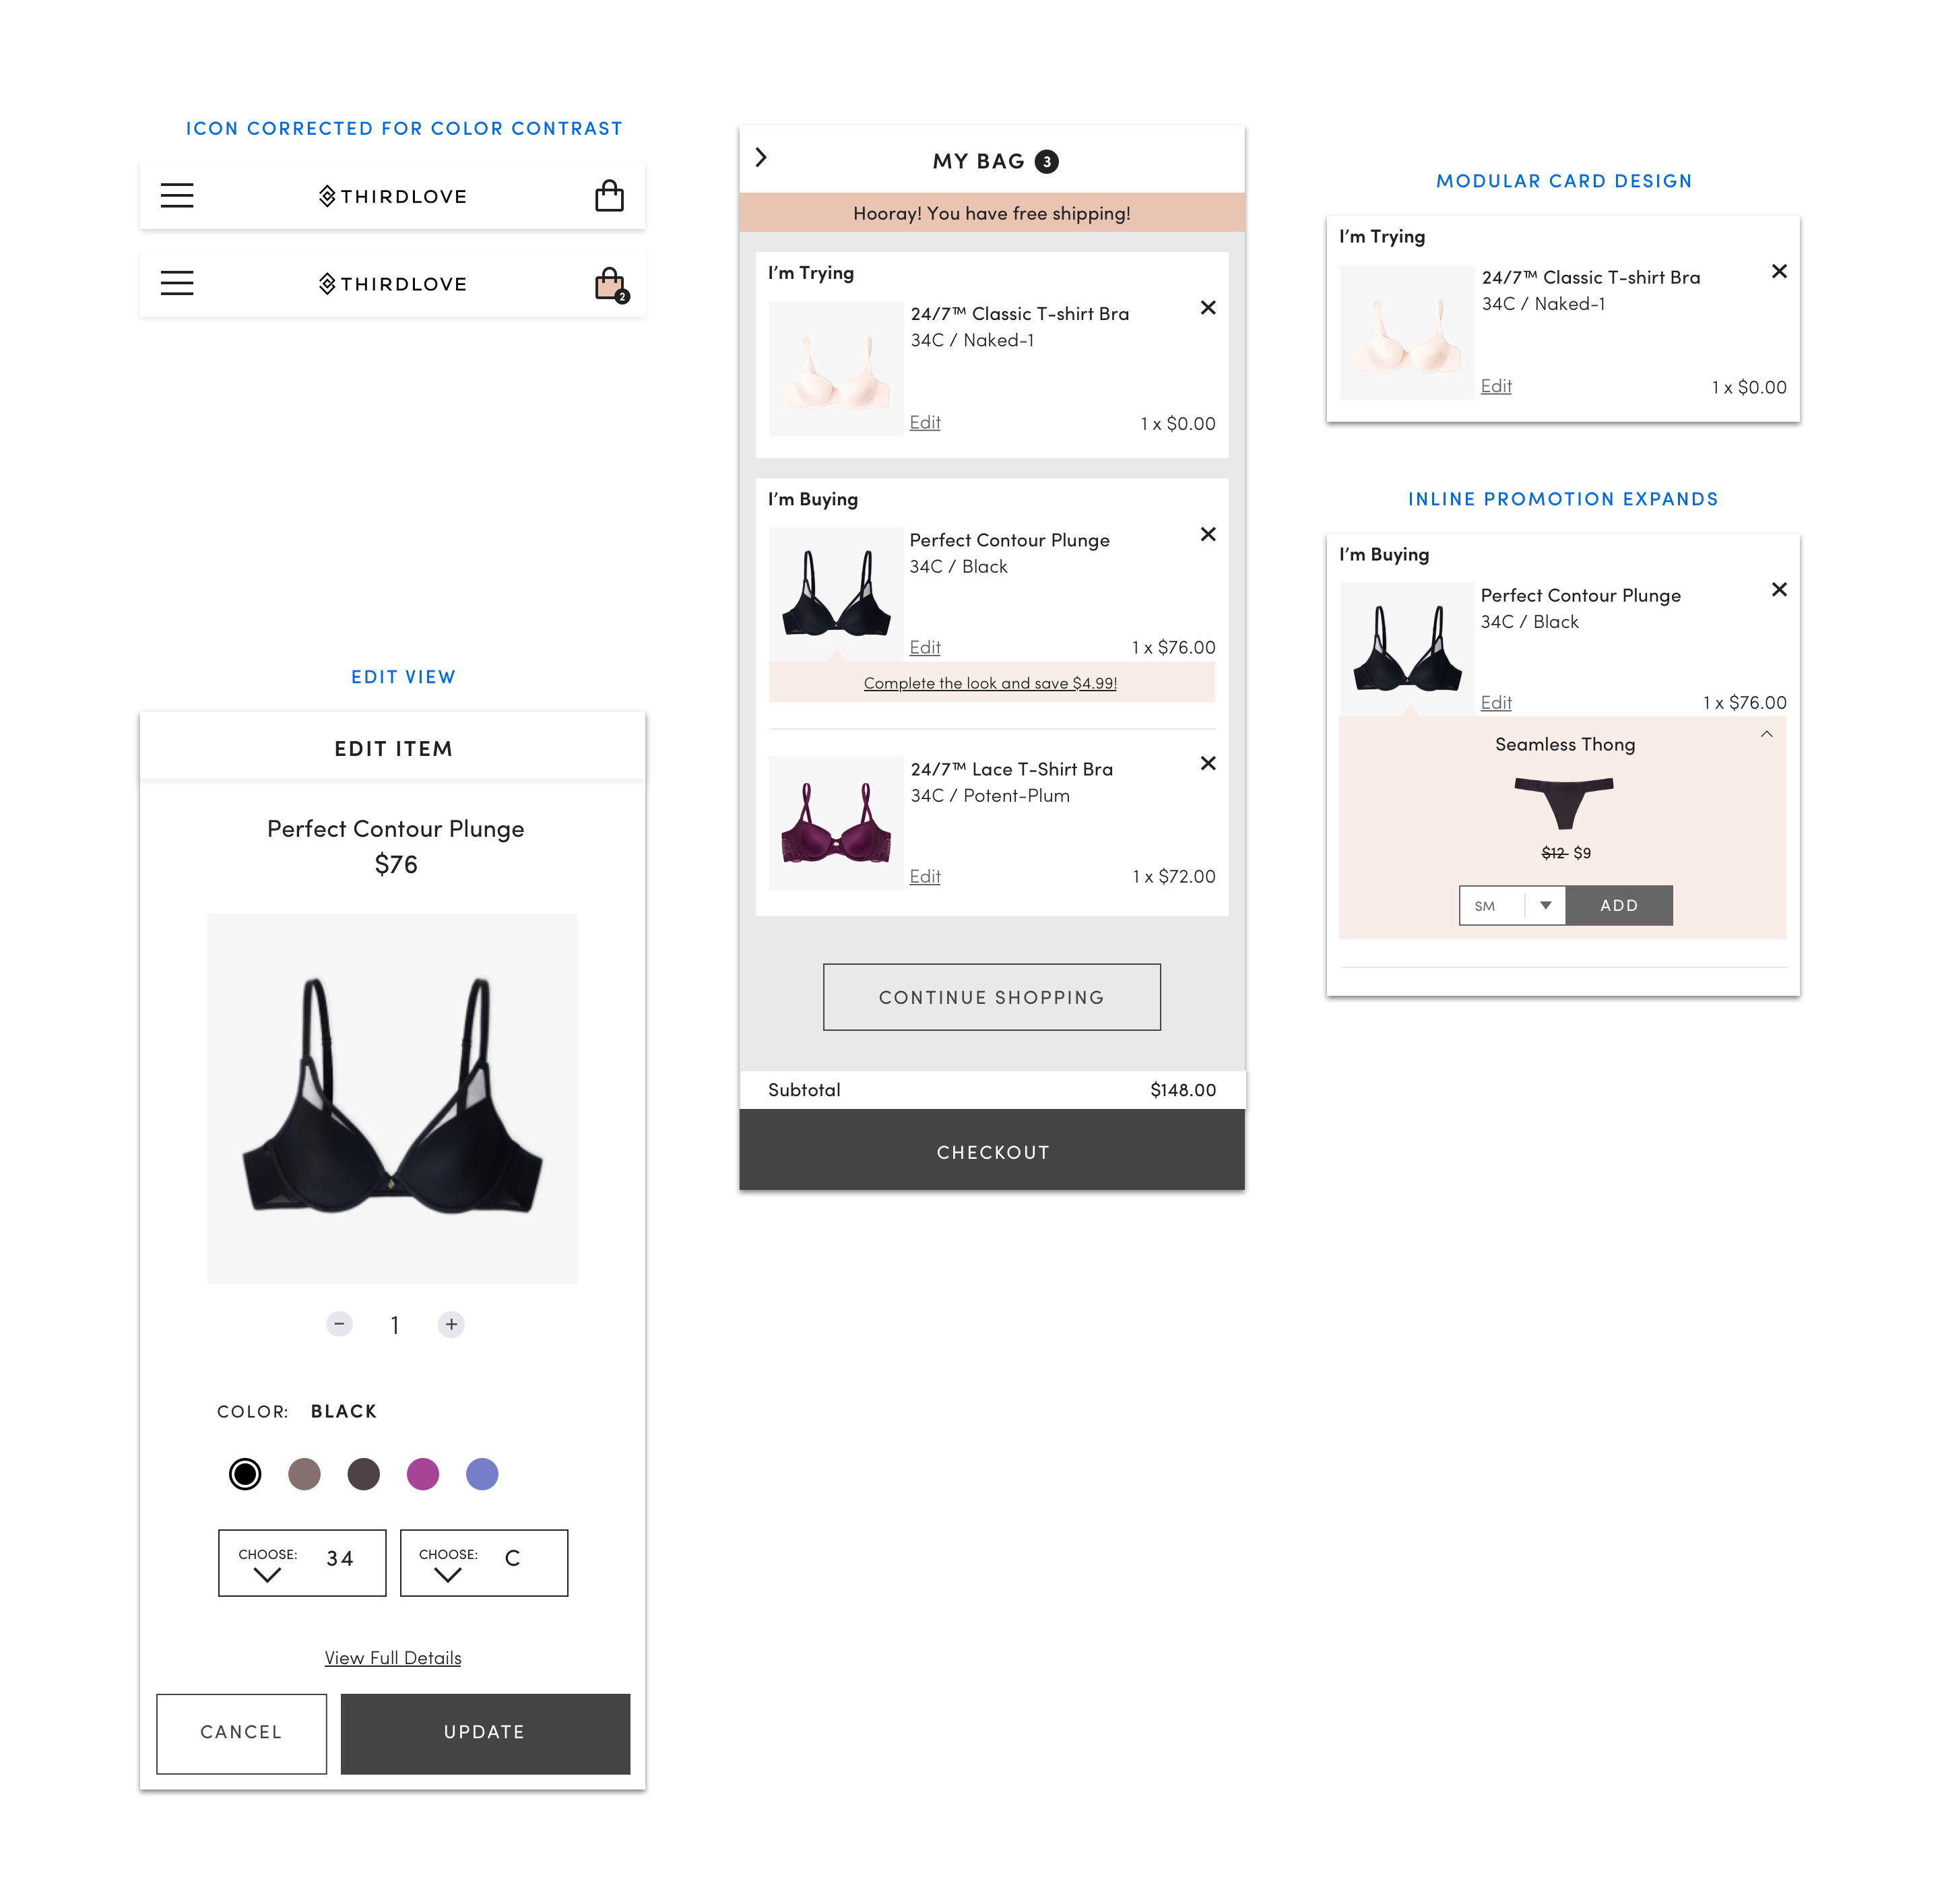 ICON CORRECTED FOR COLOR CONTRAST
THIRDLOVE
THIRDLOVE
2
EDIT VIEW
EDIT ITEM
Perfect Contour Plunge
$76
− 1 +
COLOR: BLACK
CHOOSE: 34
CHOOSE: C
View Full Details
CANCEL
UPDATE
MY BAG 3
Hooray! You have free shipping!
I’m Trying
24/7™ Classic T-shirt Bra
34C / Naked-1
Edit
1 x $0.00
I’m Buying
Perfect Contour Plunge
34C / Black
Edit
1 x $76.00
Complete the look and save $4.99!
24/7™ Lace T-Shirt Bra
34C / Potent-Plum
Edit
1 x $72.00
CONTINUE SHOPPING
Subtotal
$148.00
CHECKOUT
MODULAR CARD DESIGN
I’m Trying
24/7™ Classic T-shirt Bra
34C / Naked-1
Edit
1 x $0.00
INLINE PROMOTION EXPANDS
I’m Buying
Perfect Contour Plunge
34C / Black
Edit
1 x $76.00
Seamless Thong
$12 $9
SM
ADD